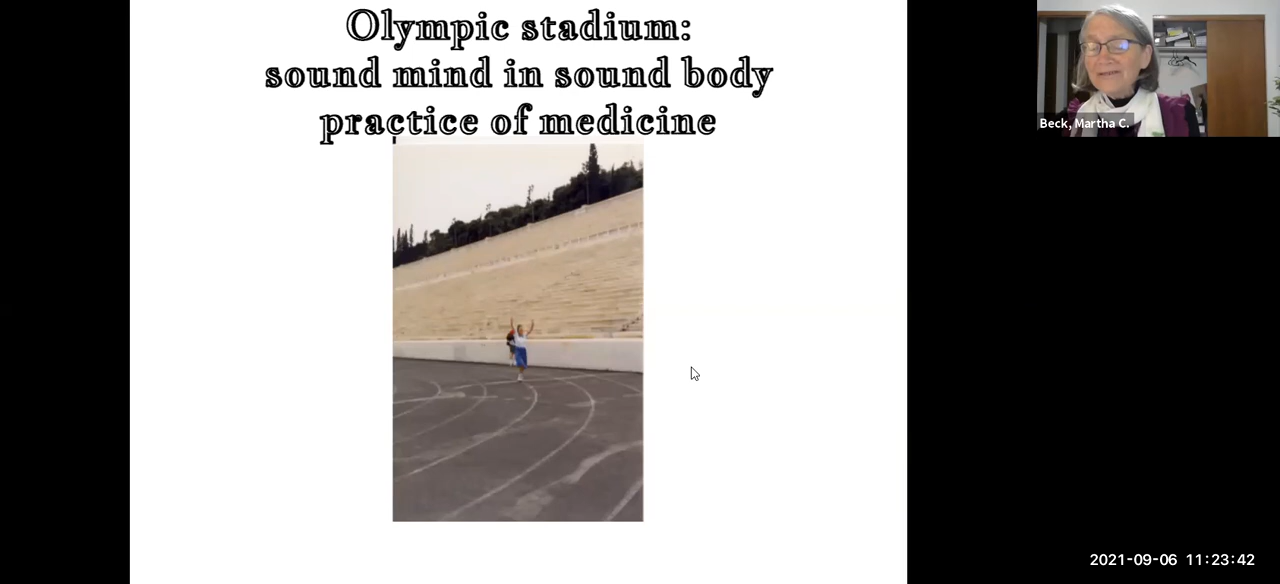 Olympic stadium:
sound mind in sound body
practice of medicine
Beck, Martha C.
2021-09-06 11:23:42